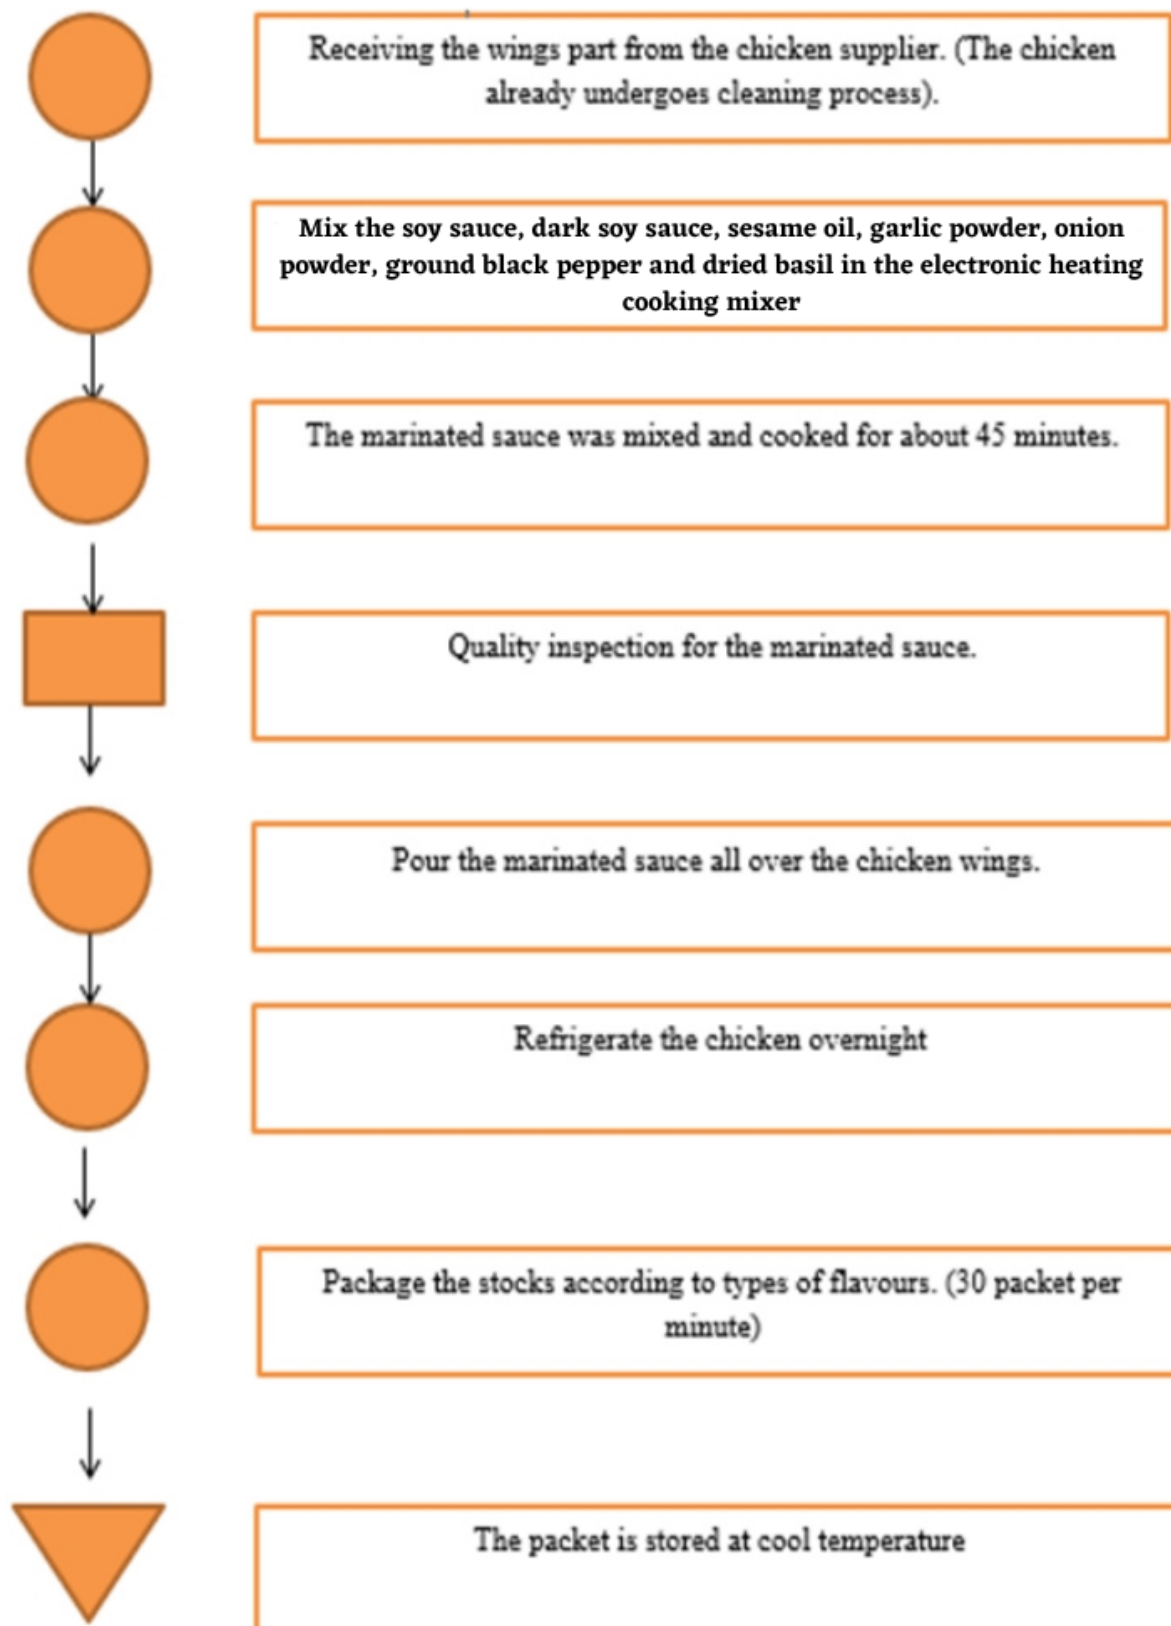 Receiving the wings part from the chicken supplier. (The chicken
already undergoes cleaning process).
Mix the soy sauce, dark soy sauce, sesame oil, garlic powder, onion
powder, ground black pepper and dried basil in the electronic heating
cooking mixer
The marinated sauce was mixed and cooked for about 45 minutes.
Quality inspection for the marinated sauce.
Pour the marinated sauce all over the chicken wings.
Refrigerate the chicken overnight
Package the stocks according to types of flavours. (30 packet per
minute)
The packet is stored at cool temperature